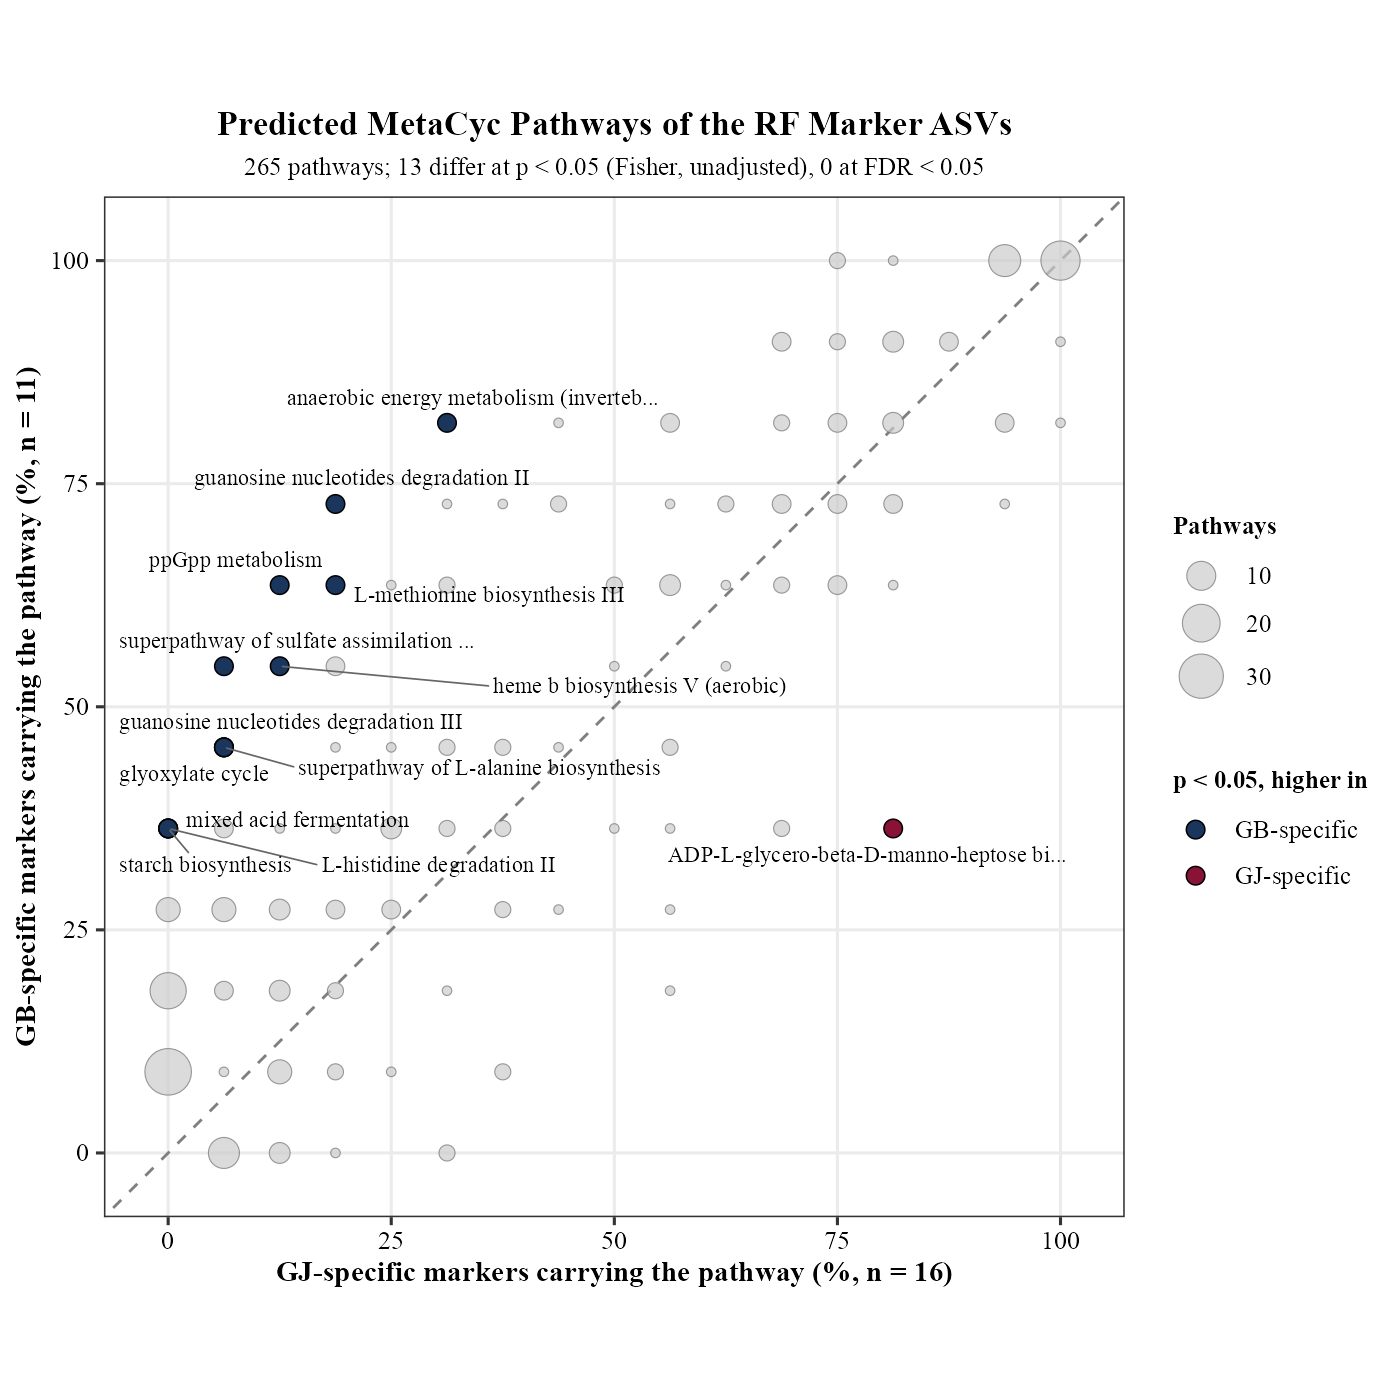 Predicted MetaCyc Pathways of the RF Marker ASVs
265 pathways; 13 differ at p < 0.05 (Fisher, unadjusted), 0 at FDR < 0.05
GB-specific markers carrying the pathway (%, n = 11)
100
75
50
25
0
anaerobic energy metabolism (inverteb...
guanosine nucleotides degradation II
ppGpp metabolism
L-methionine biosynthesis III
superpathway of sulfate assimilation ...
heme b biosynthesis V (aerobic)
guanosine nucleotides degradation III
superpathway of L-alanine biosynthesis
glyoxylate cycle
mixed acid fermentation
starch biosynthesis
L-histidine degradation II
ADP-L-glycero-beta-D-manno-heptose bi...
0 25 50 75 100
GJ-specific markers carrying the pathway (%, n = 16)
Pathways
10
20
30
p < 0.05, higher in
GB-specific
GJ-specific